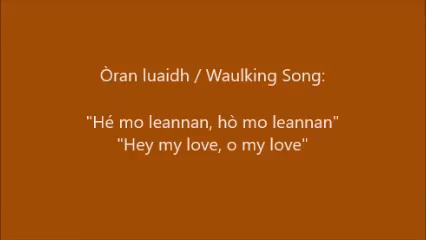 Òran luaidh / Waulking Song:
"Hé mo leannan, hò mo leannan"
"Hey my love, o my love"